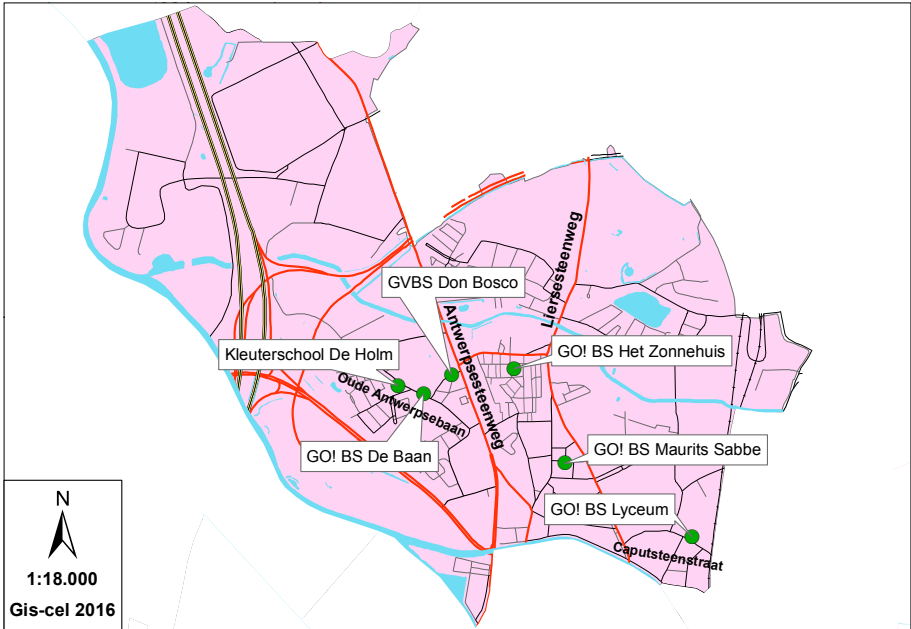 Liersesteenweg
GVBS Don Bosco
Antwerpsesteenweg
Kleuterschool De Holm
GO! BS Het Zonnehuis
Oude Antwerpsebaan
GO! BS De Baan
GO! BS Maurits Sabbe
GO! BS Lyceum
Caputsteenstraat
N
1:18.000
Gis-cel 2016